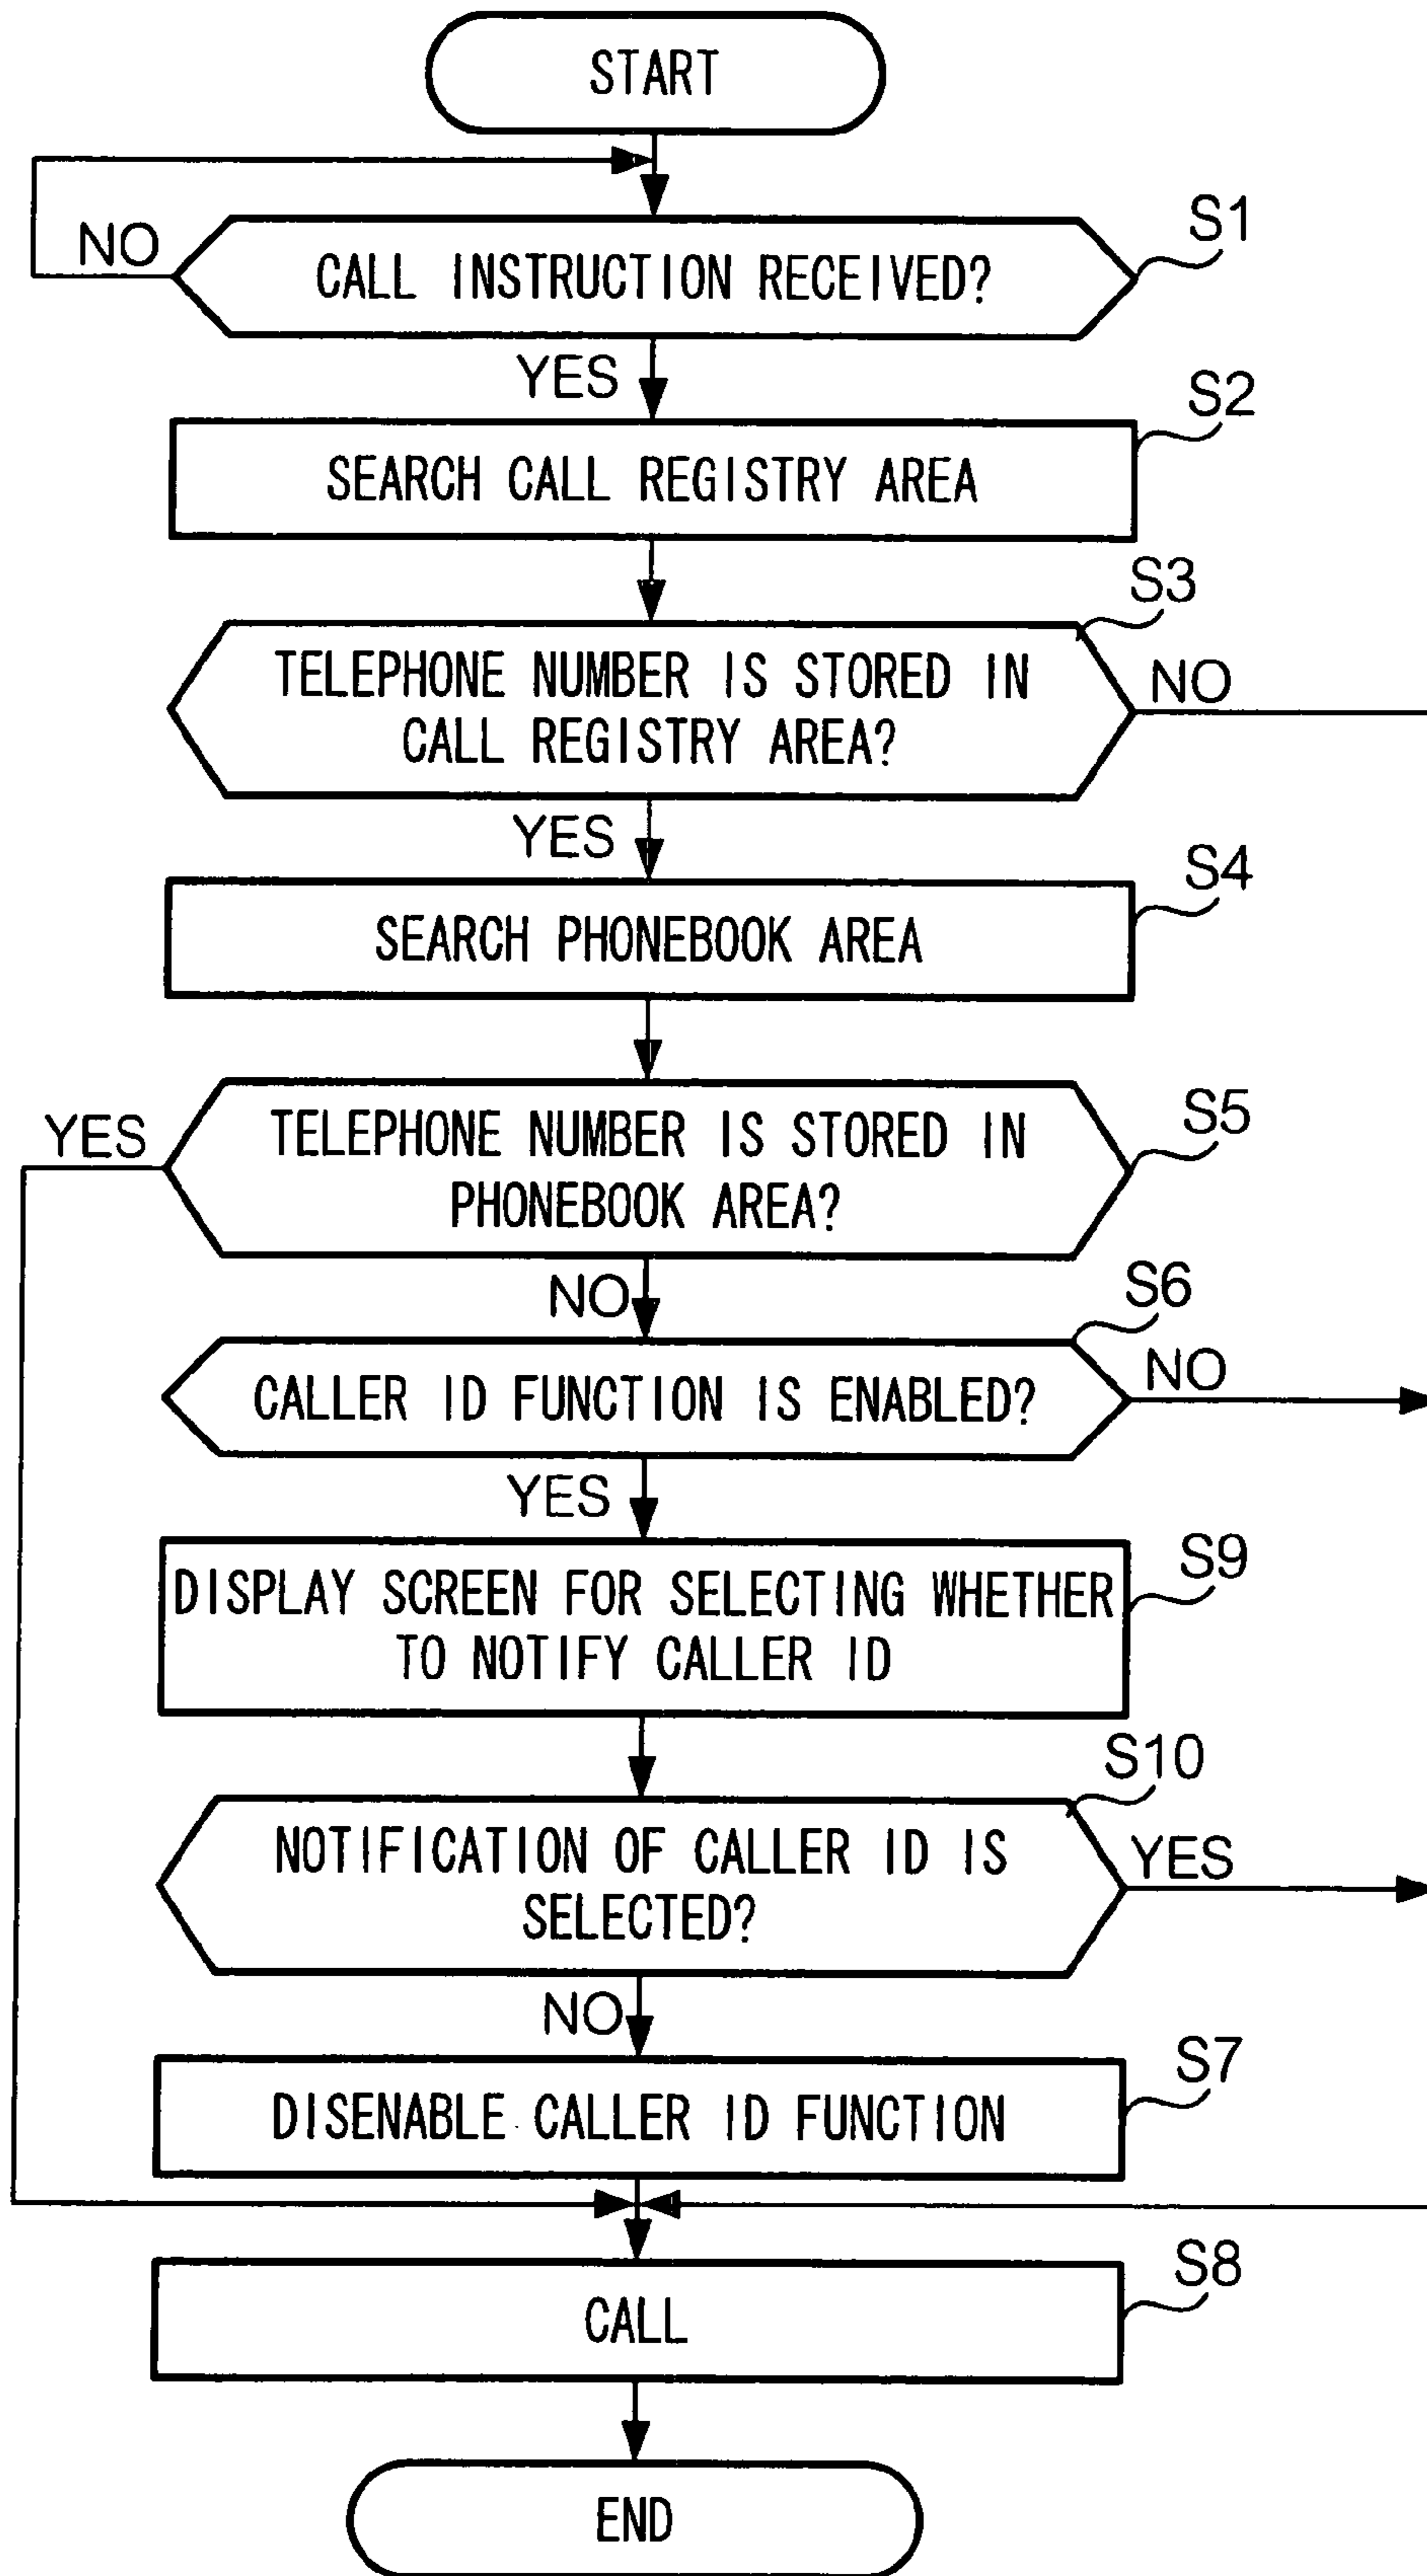 START
NO
S1
CALL INSTRUCTION RECEIVED?
YES
S2
SEARCH CALL REGISTRY AREA
S3
TELEPHONE NUMBER IS STORED IN
CALL REGISTRY AREA?
NO
YES
S4
SEARCH PHONEBOOK AREA
S5
YES
TELEPHONE NUMBER IS STORED IN
PHONEBOOK AREA?
NO
S6
CALLER ID FUNCTION IS ENABLED?
NO
YES
S9
DISPLAY SCREEN FOR SELECTING WHETHER
TO NOTIFY CALLER ID
S10
NOTIFICATION OF CALLER ID IS
SELECTED?
YES
NO
S7
DISENABLE CALLER ID FUNCTION
S8
CALL
END